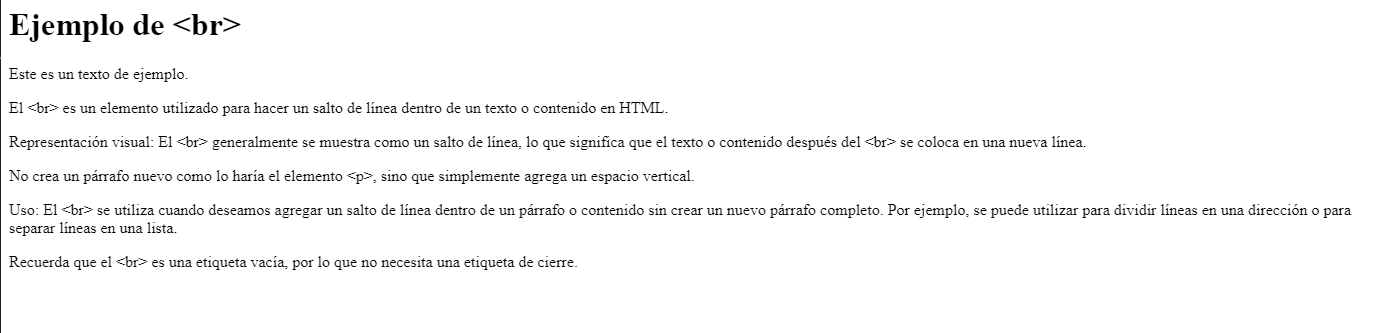 Ejemplo de <br>
Este es un texto de ejemplo.
El <br> es un elemento utilizado para hacer un salto de línea dentro de un texto o contenido en HTML.
Representación visual: El <br> generalmente se muestra como un salto de línea, lo que significa que el texto o contenido después del <br> se coloca en una nueva línea.
No crea un párrafo nuevo como lo haría el elemento <p>, sino que simplemente agrega un espacio vertical.
Uso: El <br> se utiliza cuando deseamos agregar un salto de línea dentro de un párrafo o contenido sin crear un nuevo párrafo completo. Por ejemplo, se puede utilizar para dividir líneas en una dirección o para
separar líneas en una lista.
Recuerda que el <br> es una etiqueta vacía, por lo que no necesita una etiqueta de cierre.